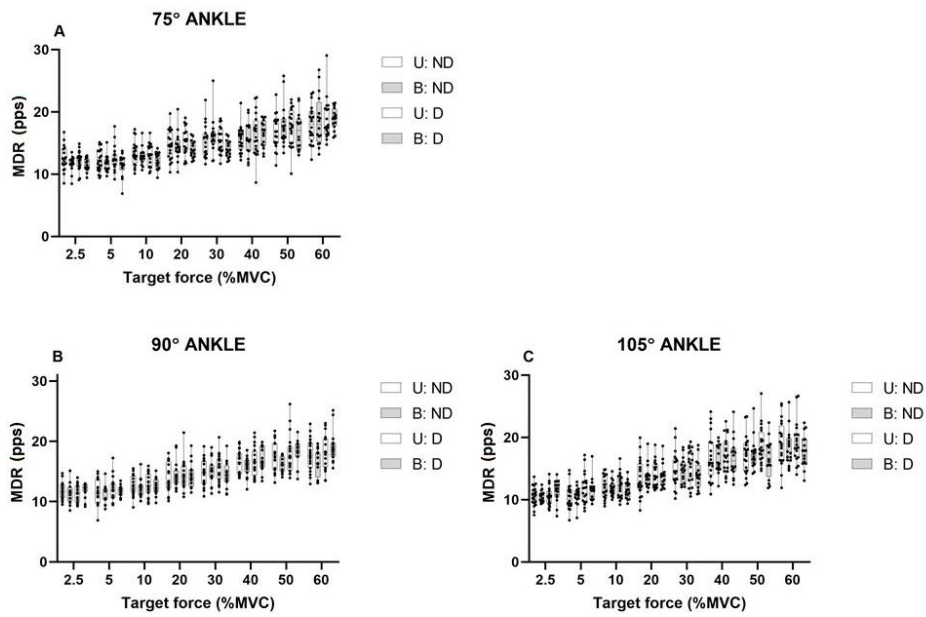 75° ANKLE
A
30
20
10
0
MDR (pps)
2.5 5 10 20 30 40 50 60
Target force (%MVC)
U: ND
B: ND
U: D
B: D
90° ANKLE
B
30
20
10
0
MDR (pps)
2.5 5 10 20 30 40 50 60
Target force (%MVC)
U: ND
B: ND
U: D
B: D
105° ANKLE
C
30
20
10
0
MDR (pps)
2.5 5 10 20 30 40 50 60
Target force (%MVC)
U: ND
B: ND
U: D
B: D